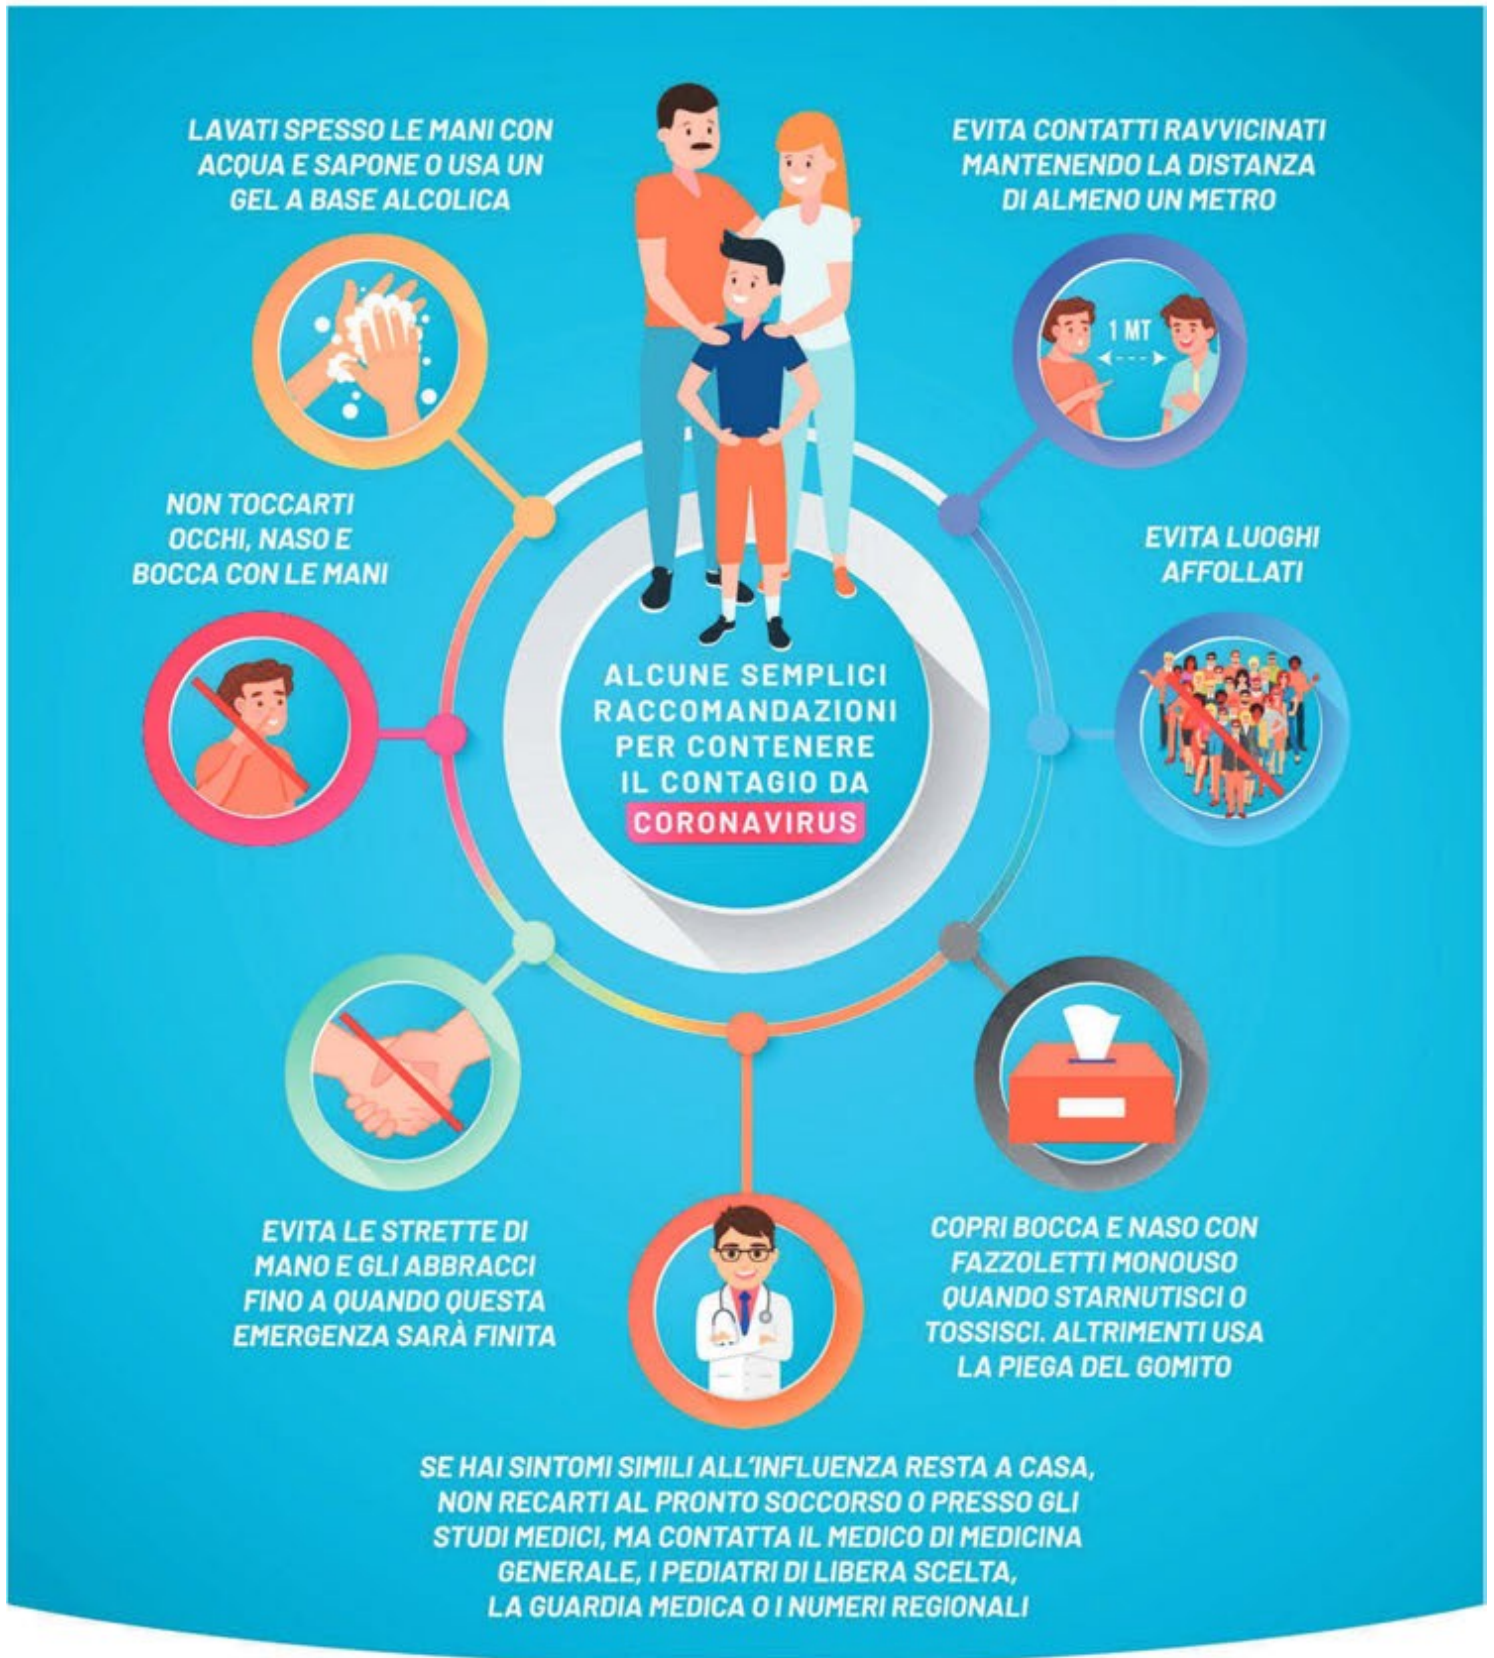 LAVATI SPESSO LE MANI CON
ACQUA E SAPONE O USA UN
GEL A BASE ALCOLICA
EVITA CONTATTI RAVVICINATI
MANTENENDO LA DISTANZA
DI ALMENO UN METRO
1 MT
NON TOCCARTI
OCCHI, NASO E
BOCCA CON LE MANI
EVITA LUOGHI
AFFOLLATI
ALCUNE SEMPLICI
RACCOMANDAZIONI
PER CONTENERE
IL CONTAGIO DA
CORONAVIRUS
EVITA LE STRETTE DI
MANO E GLI ABBRACCI
FINO A QUANDO QUESTA
EMERGENZA SARÀ FINITA
COPRI BOCCA E NASO CON
FAZZOLETTI MONOUSO
QUANDO STARNUTISCI O
TOSSISCI. ALTRIMENTI USA
LA PIEGA DEL GOMITO
SE HAI SINTOMI SIMILI ALL'INFLUENZA RESTA A CASA,
NON RECARTI AL PRONTO SOCCORSO O PRESSO GLI
STUDI MEDICI, MA CONTATTA IL MEDICO DI MEDICINA
GENERALE, I PEDIATRI DI LIBERA SCELTA,
LA GUARDIA MEDICA O I NUMERI REGIONALI